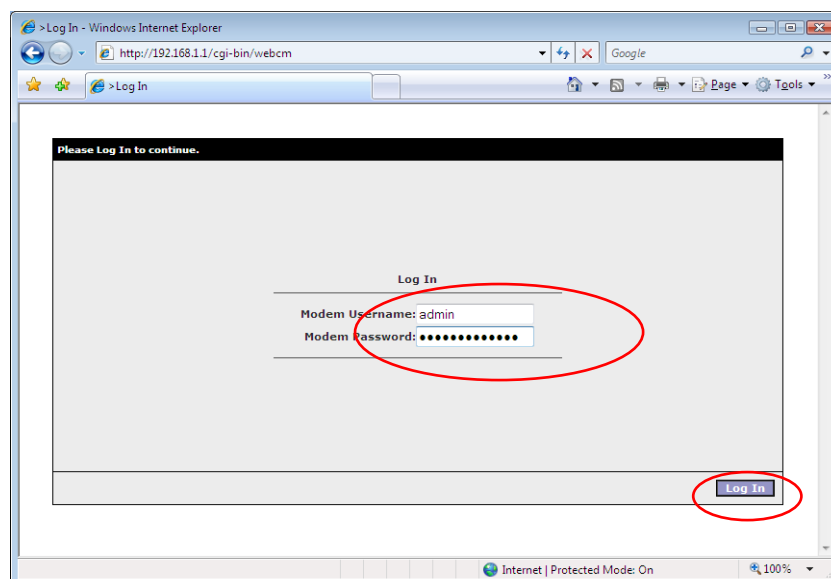 >Log In - Windows Internet Explorer
http://192.168.1.1/cgi-bin/webcm
Google
>Log In
Page
Tools
»
Please Log In to continue.
Log In
Modem Username: admin
Modem Password: •••••••••••••
Log In
Internet | Protected Mode: On
100%